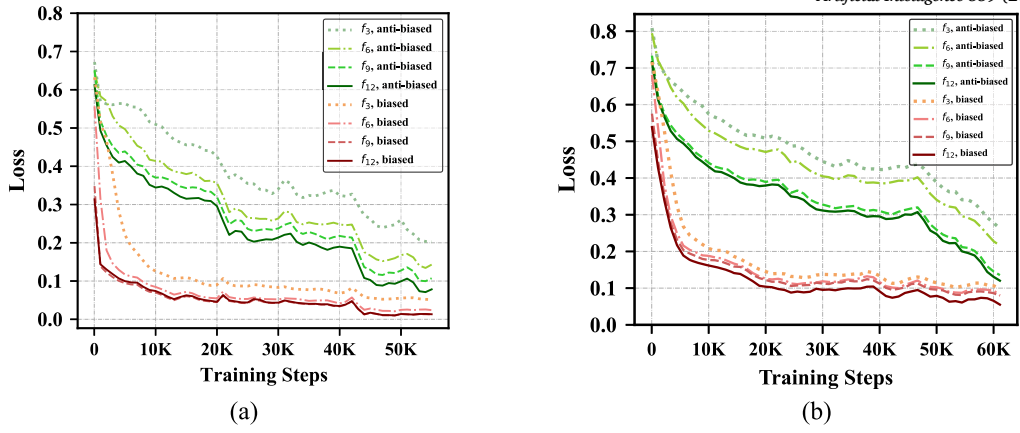 0.8
0.7
0.6
0.5
0.4
0.3
0.2
0.1
0.0
Loss
0
10K
20K
30K
40K
50K
Training Steps
f3, anti-biased
f6, anti-biased
f9, anti-biased
f12, anti-biased
f3, biased
f6, biased
f9, biased
f12, biased
(a)
0.8
0.7
0.6
0.5
0.4
0.3
0.2
0.1
0.0
Loss
0
10K
20K
30K
40K
50K
60K
Training Steps
f3, anti-biased
f6, anti-biased
f9, anti-biased
f12, anti-biased
f3, biased
f6, biased
f9, biased
f12, biased
(b)